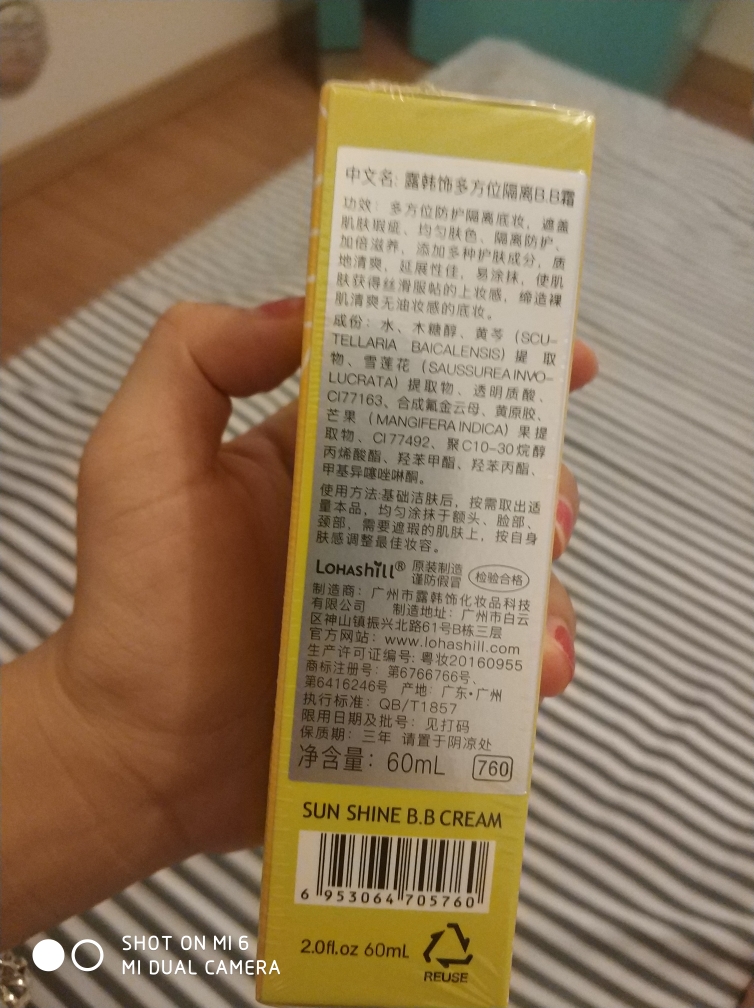 中文名: 露韩饰多方位隔离B.B霜
功效: 多方位防护隔离底妆、遮盖
肌肤瑕疵、均匀肤色、隔离防护、
加倍滋养，添加多种护肤成分，质
地清爽，延展性佳，易涂抹，使肌
肤获得丝滑服帖的上妆感，缔造裸
肌清爽无油妆感的底妆。
成份: 水、木糖醇、黄芩（SCU-
TELLARIA BAICALENSIS）提取
物、雪莲花（SAUSSUREA INVO-
LUCRATA）提取物、透明质酸、
CI77163、合成氟金云母、黄原胶、
芒果（MANGIFERA INDICA）果提
取物、CI 77492、聚C10-30烷醇
丙烯酸酯、羟苯甲酯、羟苯丙酯、
甲基异噻唑啉酮。
使用方法:基础洁肤后，按需取出适
量本品，均匀涂抹于额头、脸部、
颈部，需要遮瑕的肌肤上，按自身
肤感调整最佳妆容。
LOHAShill® 原装制造 谨防假冒 检验合格
制造商: 广州市露韩饰化妆品科技
有限公司 制造地址: 广州市白云
区神山镇振兴北路61号B栋三层
官方网站: www.lohashill.com
生产许可证编号: 粤妆20160955
商标注册号: 第6766766号、
第6416246号 产地: 广东·广州
执行标准: QB/T1857
限用日期及批号: 见打码
保质期: 三年 请置于阴凉处
净含量: 60mL 760
SUN SHINE B.B CREAM
6 953064 705760
2.0fl.oz 60mL
REUSE
SHOT ON MI 6
MI DUAL CAMERA